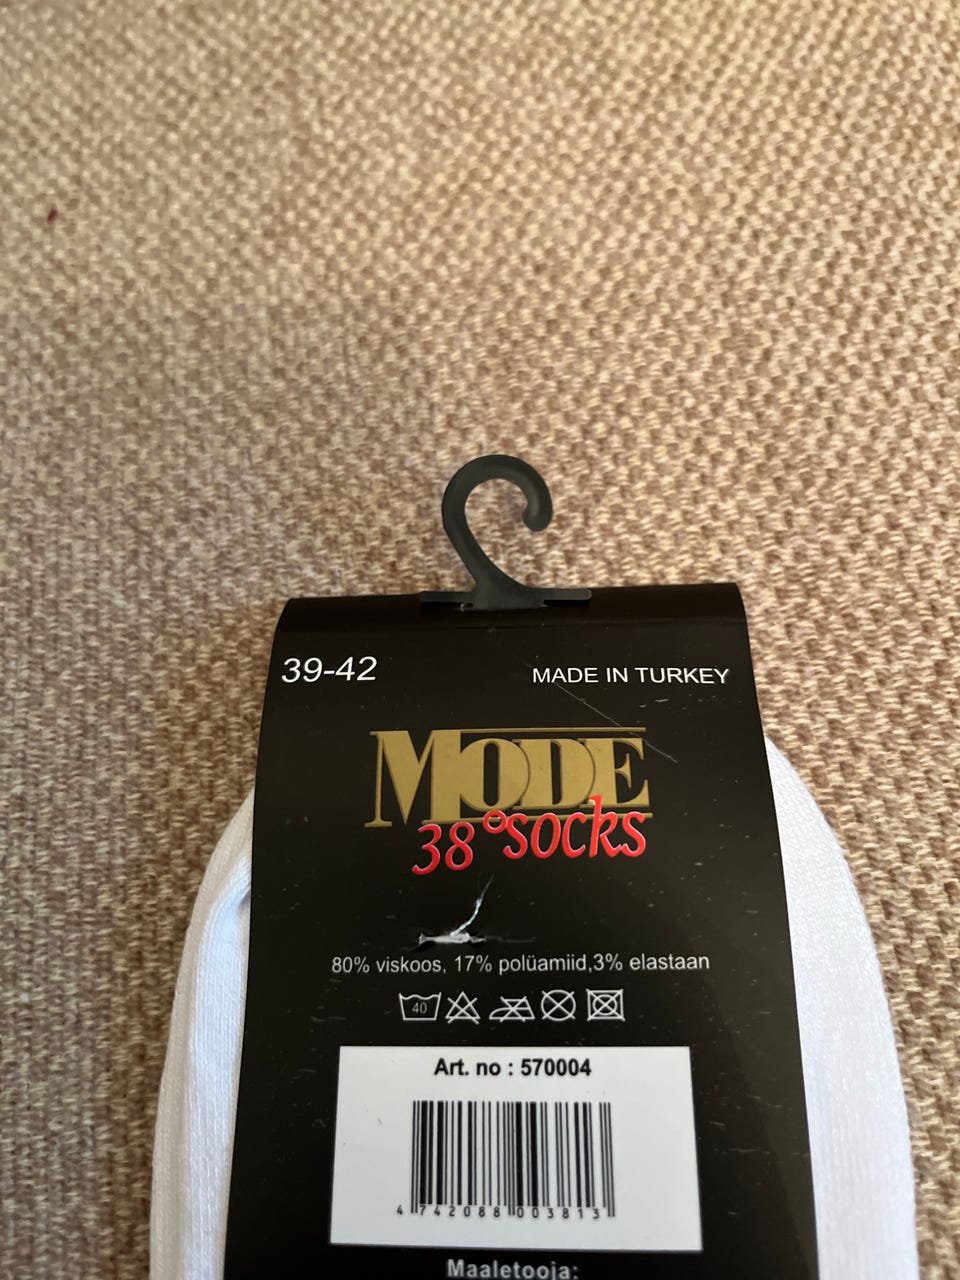 39-42 MADE IN TURKEY
MODE
38° socks
80% viskoos, 17% polüamiid,3% elastaan
40
Art. no : 570004
4 742088 003813
Maaletooja: